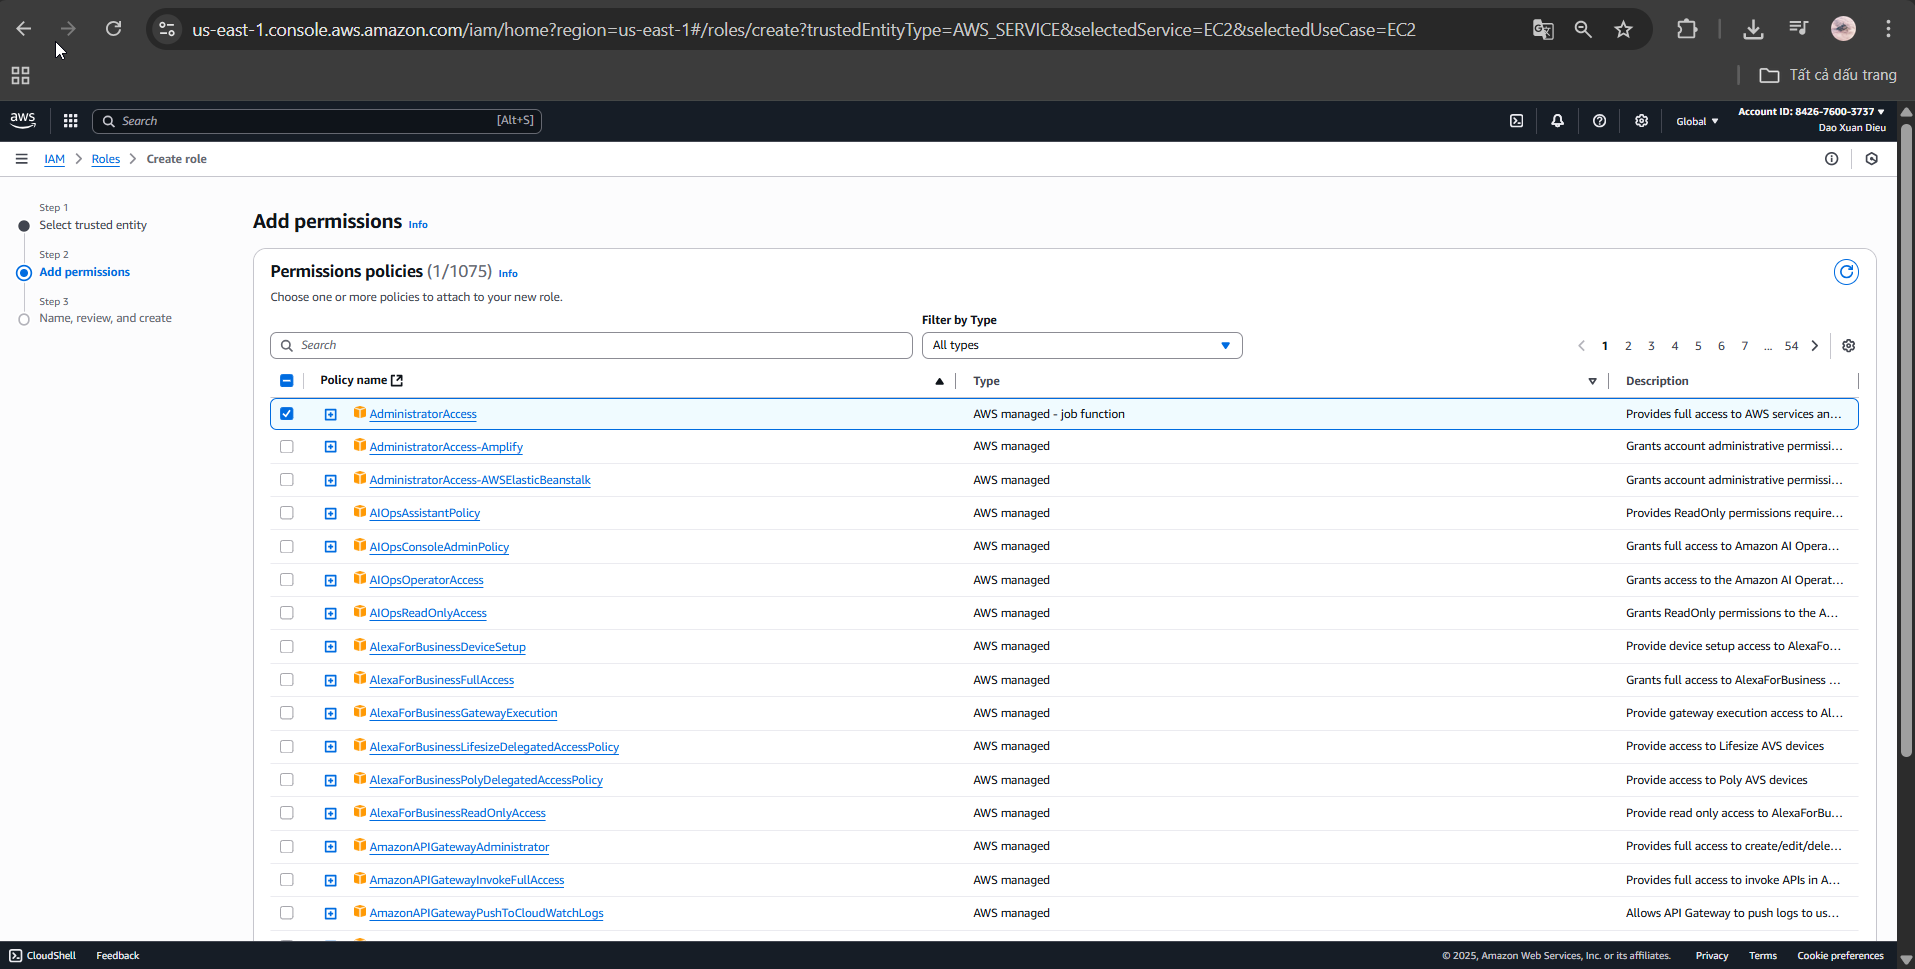 us-east-1.console.aws.amazon.com/iam/home?region=us-east-1#/roles/create?trustedEntityType=AWS_SERVICE&selectedService=EC2&selectedUseCase=EC2
Tất cả dấu trang
aws
Search
[Alt+S]
Global
Account ID: 8426-7600-3737
Dao Xuan Dieu
IAM > Roles > Create role
Step 1
Select trusted entity
Step 2
Add permissions
Step 3
Name, review, and create
Add permissions Info
Permissions policies (1/1075) Info
Choose one or more policies to attach to your new role.
Filter by Type
Search
All types
1 2 3 4 5 6 7 ... 54
Policy name Type Description
AdministratorAccess AWS managed - job function Provides full access to AWS services an...
AdministratorAccess-Amplify AWS managed Grants account administrative permissi...
AdministratorAccess-AWSElasticBeanstalk AWS managed Grants account administrative permissi...
AIOpsAssistantPolicy AWS managed Provides ReadOnly permissions require...
AIOpsConsoleAdminPolicy AWS managed Grants full access to Amazon AI Opera...
AIOpsOperatorAccess AWS managed Grants access to the Amazon AI Operat...
AIOpsReadOnlyAccess AWS managed Grants ReadOnly permissions to the A...
AlexaForBusinessDeviceSetup AWS managed Provide device setup access to AlexaFo...
AlexaForBusinessFullAccess AWS managed Grants full access to AlexaForBusiness ...
AlexaForBusinessGatewayExecution AWS managed Provide gateway execution access to Al...
AlexaForBusinessLifesizeDelegatedAccessPolicy AWS managed Provide access to Lifesize AVS devices
AlexaForBusinessPolyDelegatedAccessPolicy AWS managed Provide access to Poly AVS devices
AlexaForBusinessReadOnlyAccess AWS managed Provide read only access to AlexaForBu...
AmazonAPIGatewayAdministrator AWS managed Provides full access to create/edit/dele...
AmazonAPIGatewayInvokeFullAccess AWS managed Provides full access to invoke APIs in A...
AmazonAPIGatewayPushToCloudWatchLogs AWS managed Allows API Gateway to push logs to us...
CloudShell Feedback © 2025, Amazon Web Services, Inc. or its affiliates. Privacy Terms Cookie preferences